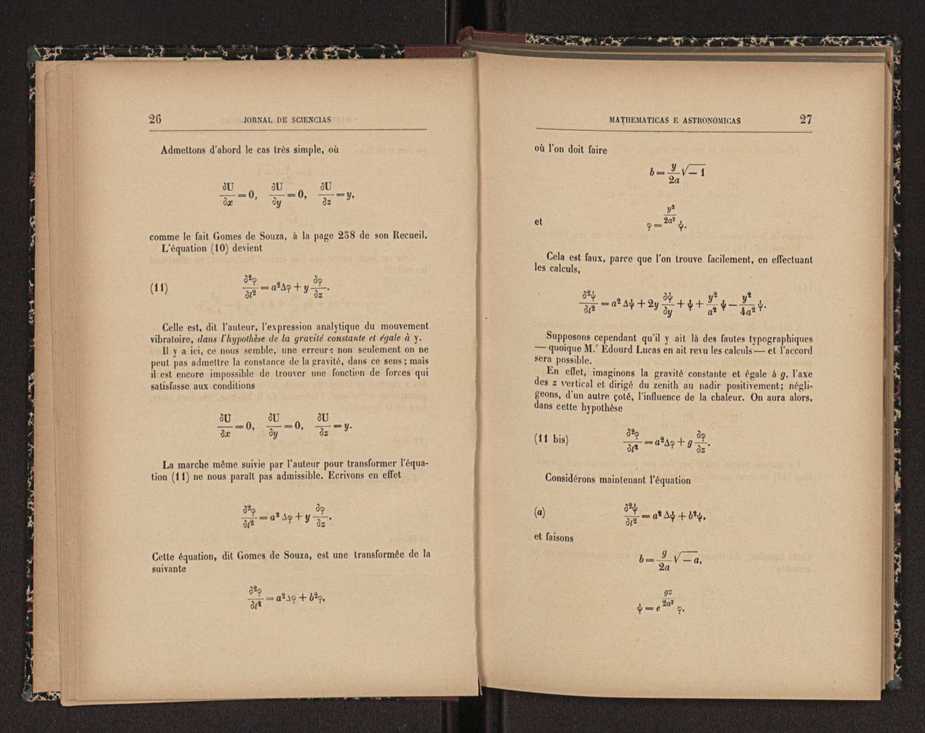 26 JORNAL DE SCIENCIAS
Admettons d'abord le cas très simple, où
∂U/∂x = 0, ∂U/∂y = 0, ∂U/∂z = y,
comme le fait Gomes de Souza, à la page 258 de son Recueil.
L'équation (10) devient
(11) ∂²φ/∂t² = a²Δφ + y ∂φ/∂z.
Celle est, dit l'auteur, l'expression analytique du mouvement
vibratoire, dans l'hypothèse de la gravité constante et égale à y.
Il y a ici, ce nous semble, une erreur: non seulement on ne
peut pas admettre la constance de la gravité, dans ce sens; mais
il est encore impossible de trouver une fonction de forces qui
satisfasse aux conditions
∂U/∂x = 0, ∂U/∂y = 0, ∂U/∂z = y.
La marche même suivie par l'auteur pour transformer l'équa-
tion (11) ne nous paraît pas admissible. Ecrivons en effet
∂²φ/∂t² = a² Δφ + y ∂φ/∂z.
Cette équation, dit Gomes de Souza, est une transformée de la
suivante
∂²φ/∂t² = a²Δφ + b²φ,
MATHEMATICAS E ASTRONOMICAS 27
où l'on doit faire
b = y/2a √−1
et φ = y²/2a² ψ.
Cela est faux, parce que l'on trouve facilement, en effectuant
les calculs,
∂²ψ/∂t² = a² Δψ + 2y ∂ψ/∂y + ψ + y²/a² ψ − y²/4a² ψ.
Supposons cependant qu'il y ait là des fautes typographiques
— quoique M.r Édourd Lucas en ait revu les calculs — et l'accord
sera possible.
En effet, imaginons la gravité constante et égale à g, l'axe
des z vertical et dirigé du zenith au nadir positivement; négli-
geons, d'un autre çoté, l'influence de la chaleur. On aura alors,
dans cette hypothèse
(11 bis) ∂²φ/∂t² = a²Δφ + g ∂φ/∂z.
Considérons maintenant l'équation
(a) ∂²ψ/∂t² = a² Δψ + b²ψ,
et faisons
b = g/2a √−a,
ψ = e^(gz/2a²) φ.